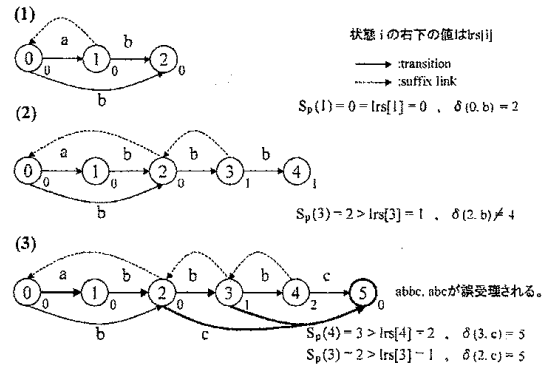 (1)
a
b
0
0
1
0
2
0
b
状態 i の右下の値はlrs[i]
:transition
:suffix link
Sp(1) = 0 = lrs[1] = 0 , δ(0, b) = 2
(2)
a
b
b
b
0
0
1
0
2
0
3
1
4
1
b
Sp(3) = 2 > lrs[3] = 1 , δ(2, b) ≠ 4
(3)
a
b
b
b
c
0
0
1
0
2
0
3
1
4
2
5
0
b
c
abbc, abcが誤受理される。
Sp(4) = 3 > lrs[4] = 2 , δ(3, c) = 5
Sp(3) = 2 > lrs[3] = 1 , δ(2, c) = 5